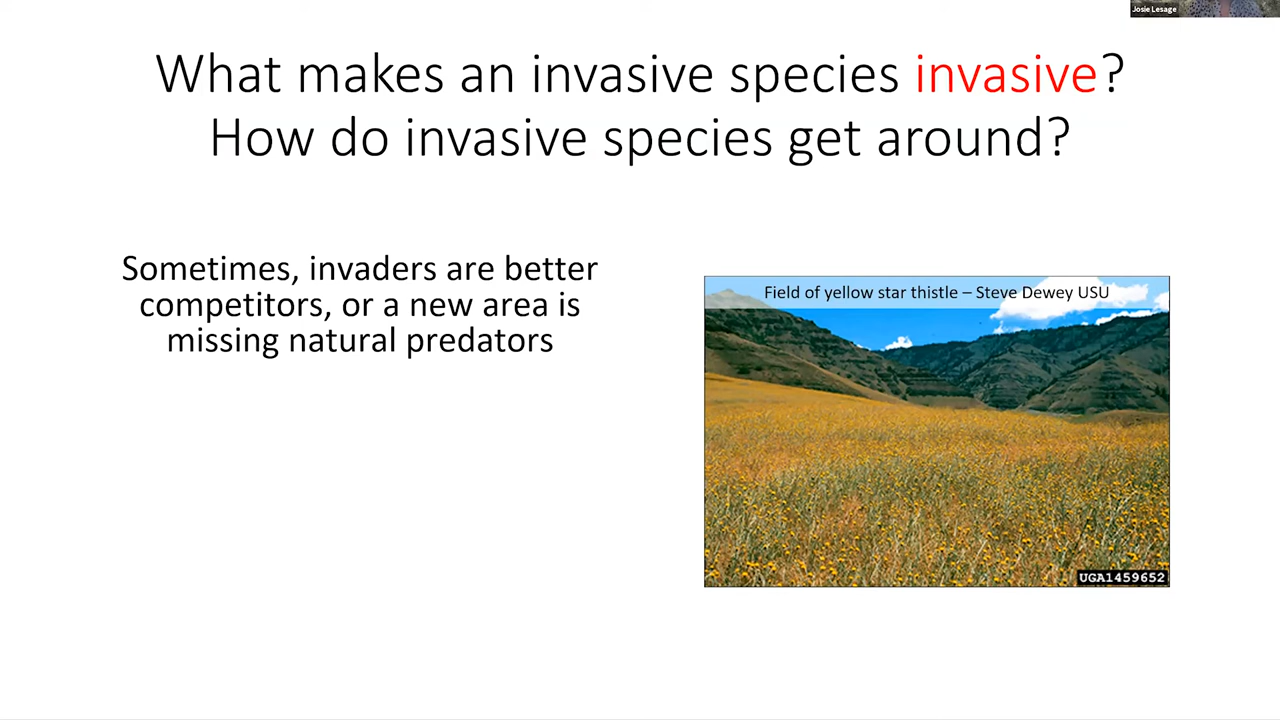 Josie Lesage
What makes an invasive species invasive?
How do invasive species get around?
Sometimes, invaders are better
competitors, or a new area is
missing natural predators
Field of yellow star thistle – Steve Dewey USU
UGA1459652